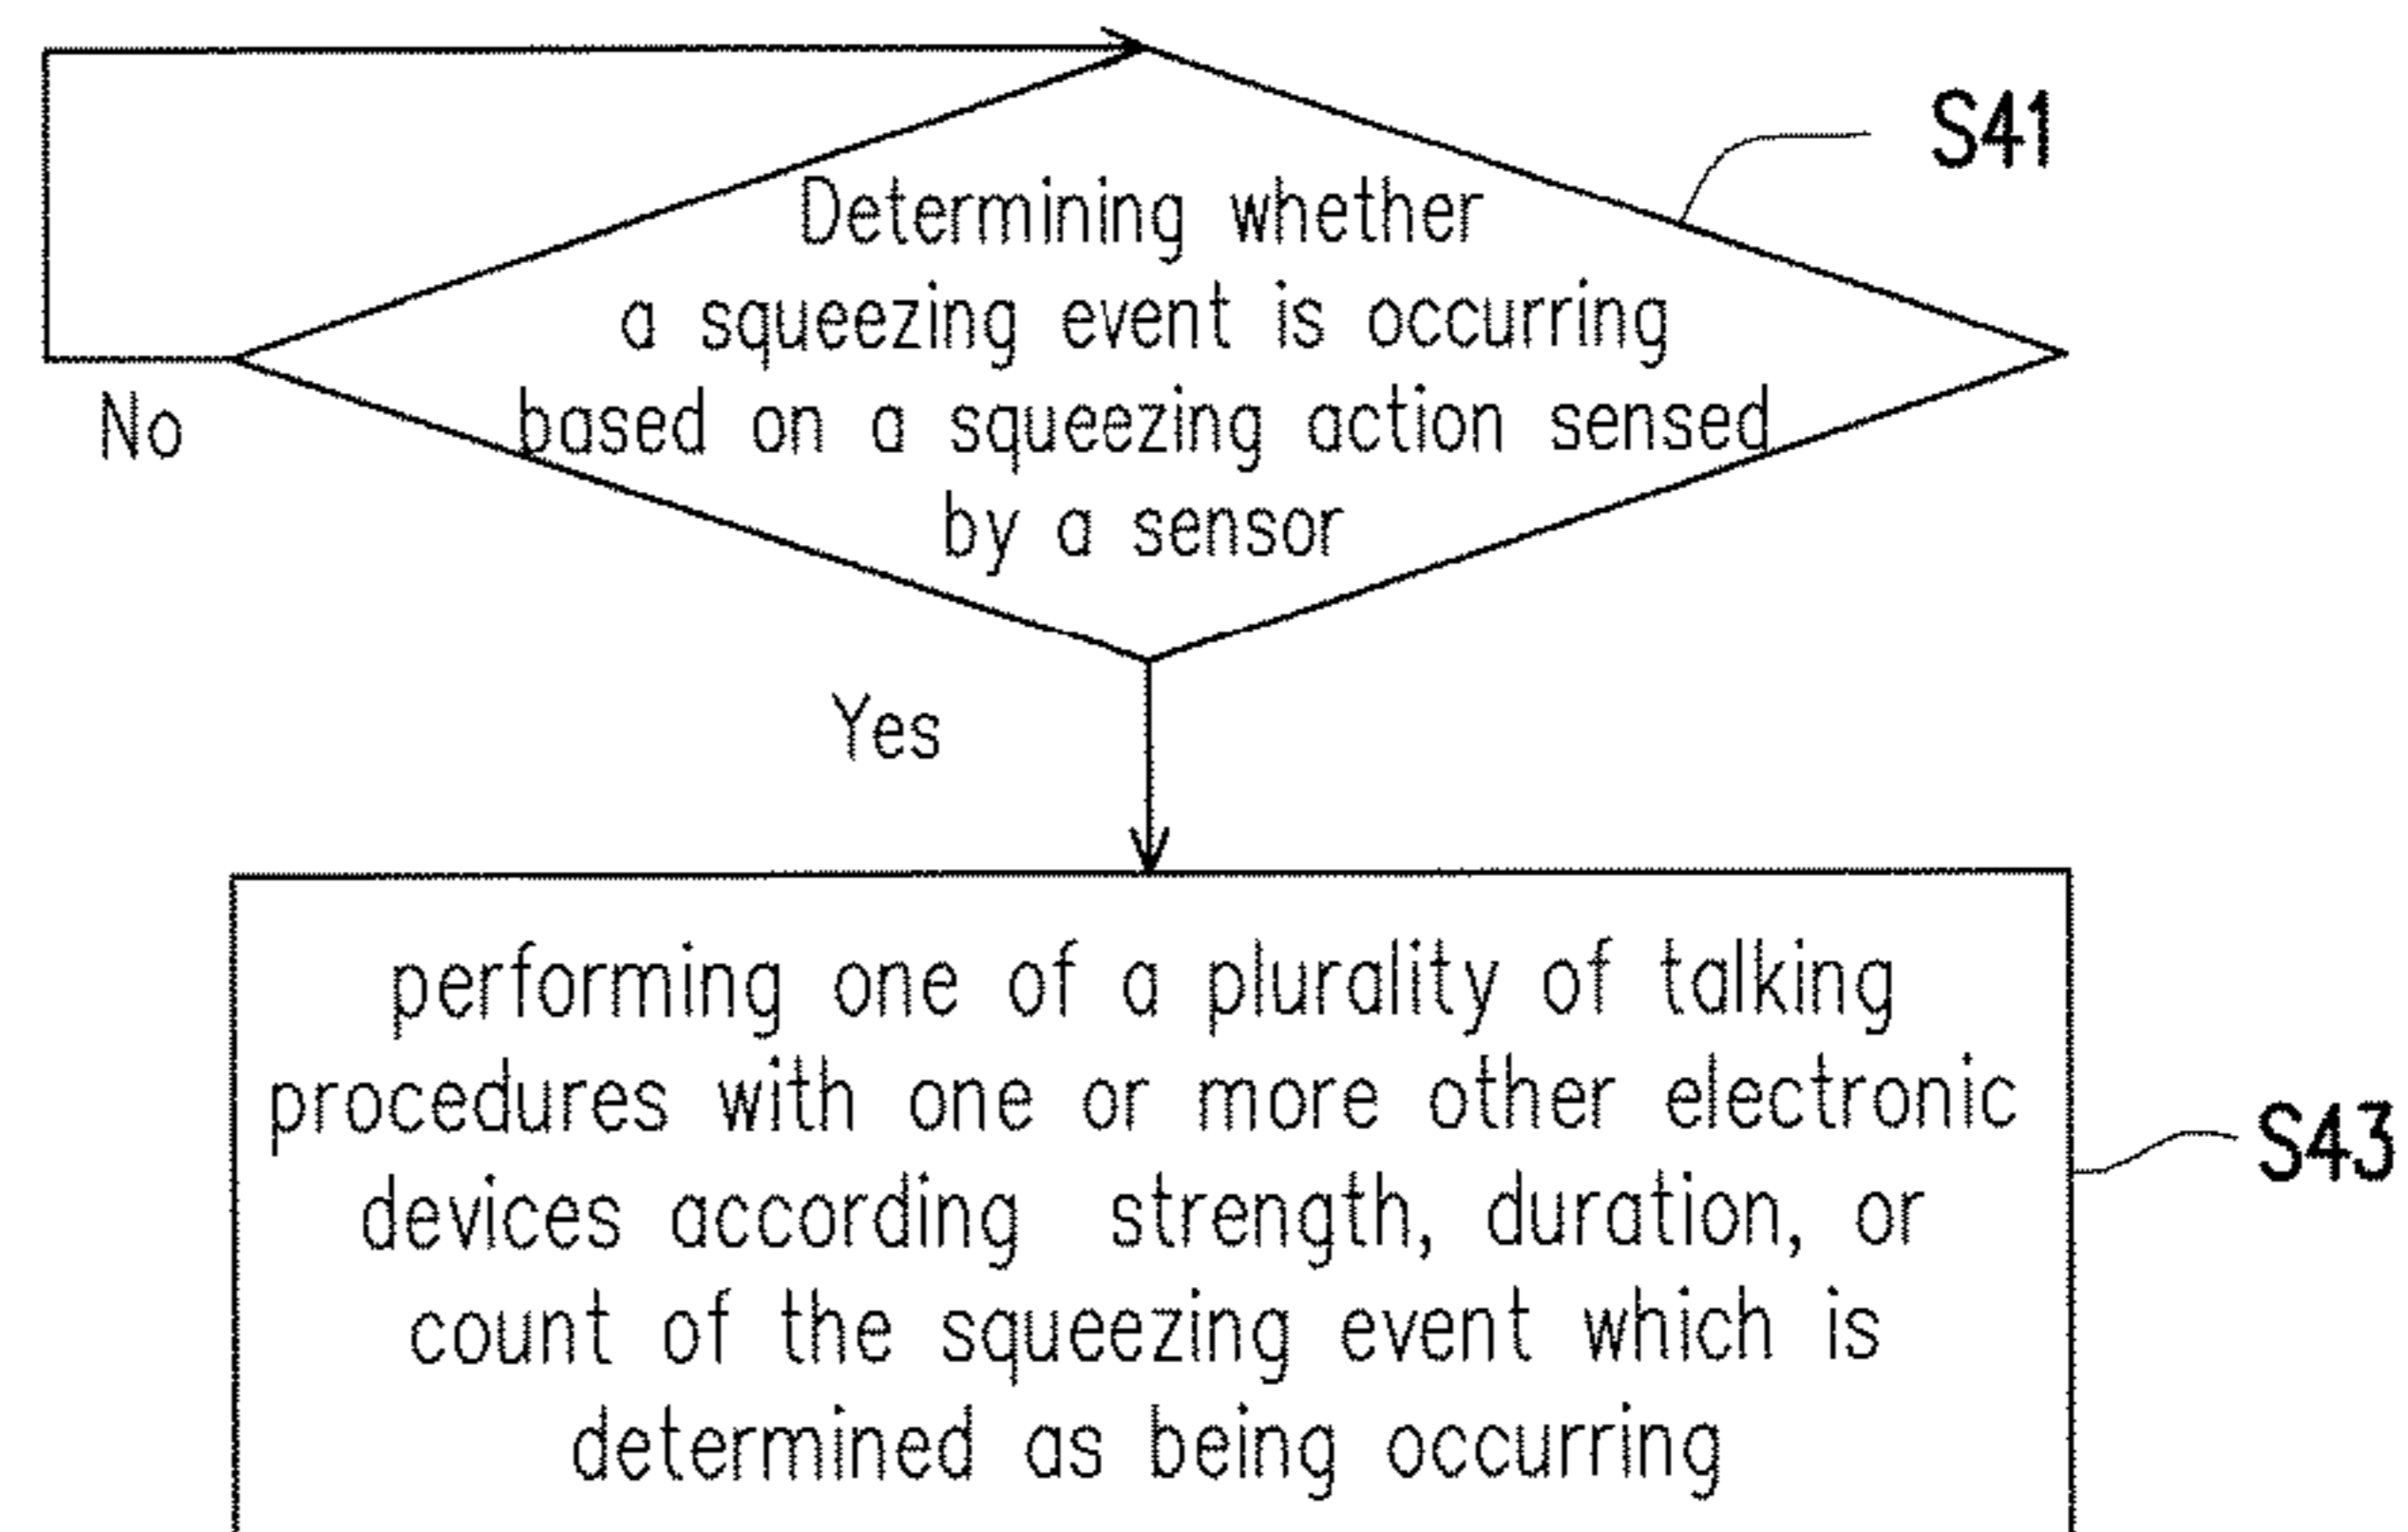 S41
Determining whether
a squeezing event is occurring
based on a squeezing action sensed
by a sensor
No
Yes
performing one of a plurality of talking
procedures with one or more other electronic
devices according strength, duration, or
count of the squeezing event which is
determined as being occurring
S43